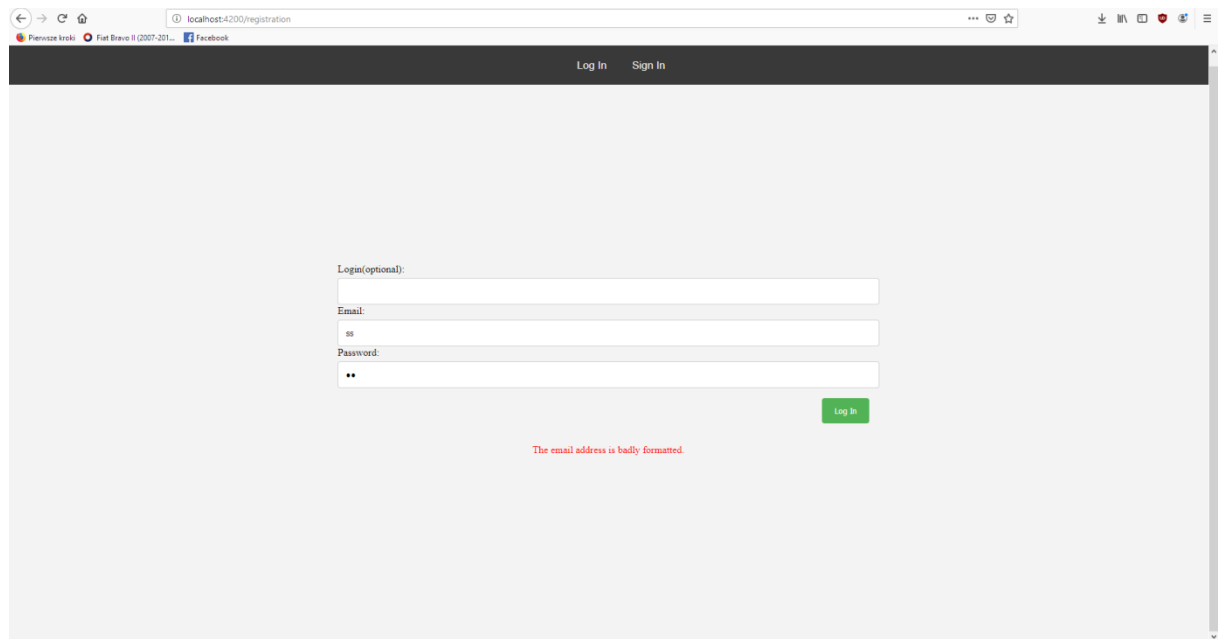 localhost:4200/registration
Pierwsze kroki Fiat Bravo II (2007-201... Facebook
Log In Sign In
Login(optional):
Email:
ss
Password:
Log In
The email address is badly formatted.